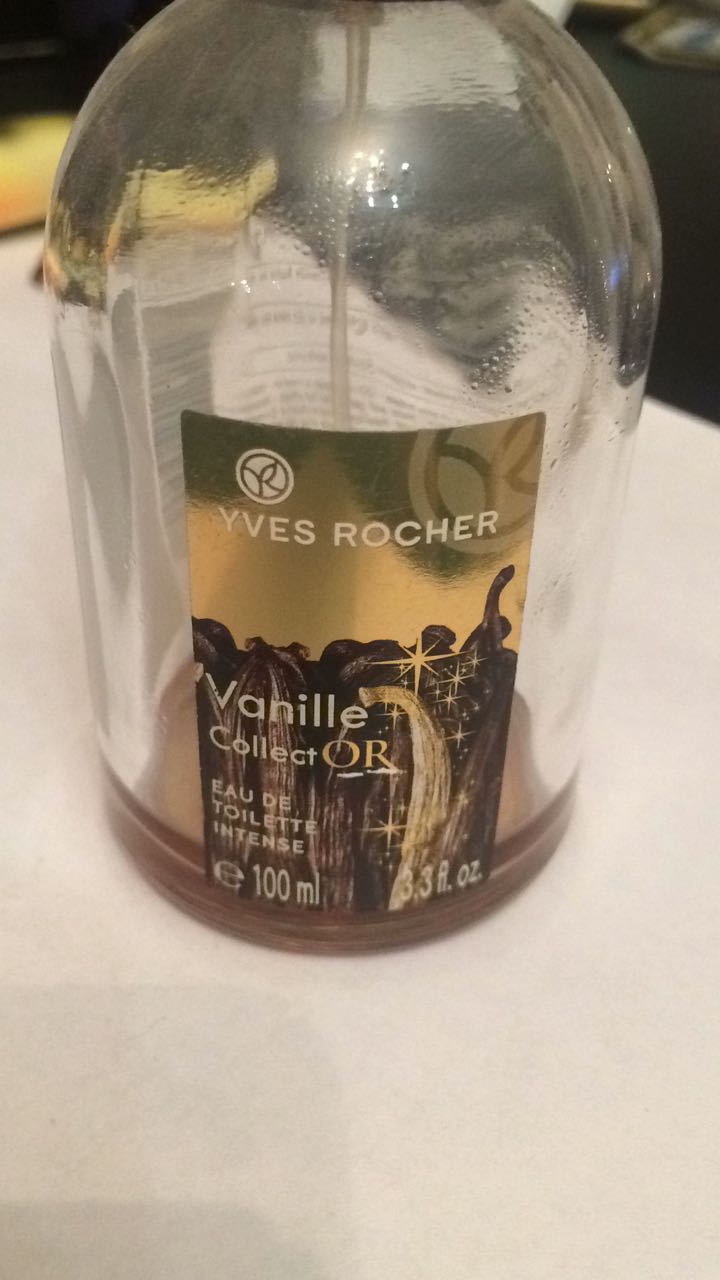 YVES ROCHER
Vanille
CollectOR
EAU DE
TOILETTE
INTENSE
℮ 100 ml 3.3 fl. oz.